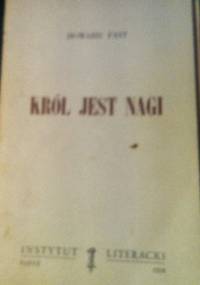 HOWARD FAST
KRÓL JEST NAGI
INSTYTUT LITERACKI